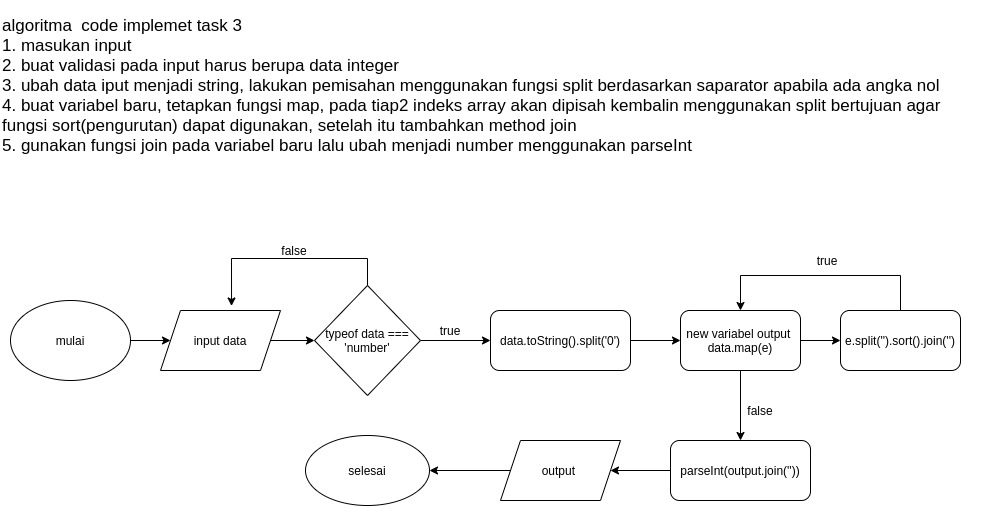 algoritma  code implemet task 3
1. masukan input
2. buat validasi pada input harus berupa data integer
3. ubah data iput menjadi string, lakukan pemisahan menggunakan fungsi split berdasarkan saparator apabila ada angka nol
4. buat variabel baru, tetapkan fungsi map, pada tiap2 indeks array akan dipisah kembalin menggunakan split bertujuan agar
fungsi sort(pengurutan) dapat digunakan, setelah itu tambahkan method join
5. gunakan fungsi join pada variabel baru lalu ubah menjadi number menggunakan parseInt
false
true
mulai
input data
typeof data ===
'number'
true
data.toString().split('0')
new variabel output
data.map(e)
e.split('').sort().join('')
false
selesai
output
parseInt(output.join(''))